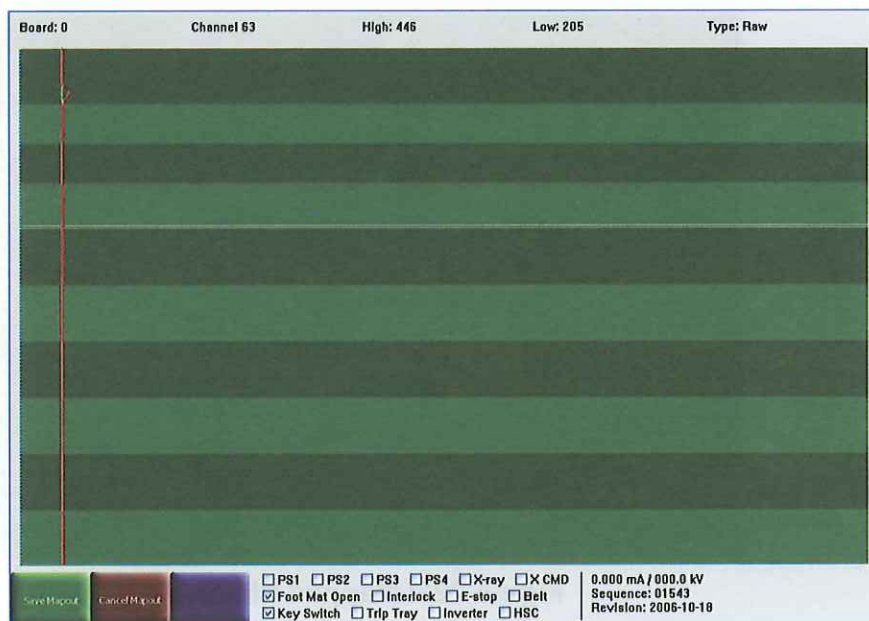 Board: 0 Channel 63 High: 446 Low: 205 Type: Raw
Save Mapout Cancel Mapout
PS1 PS2 PS3 PS4 X-ray X CMD
Foot Mat Open Interlock E-stop Belt
Key Switch Trip Tray Inverter HSC
0.000 mA / 000.0 kV
Sequence: 01543
Revision: 2006-10-18